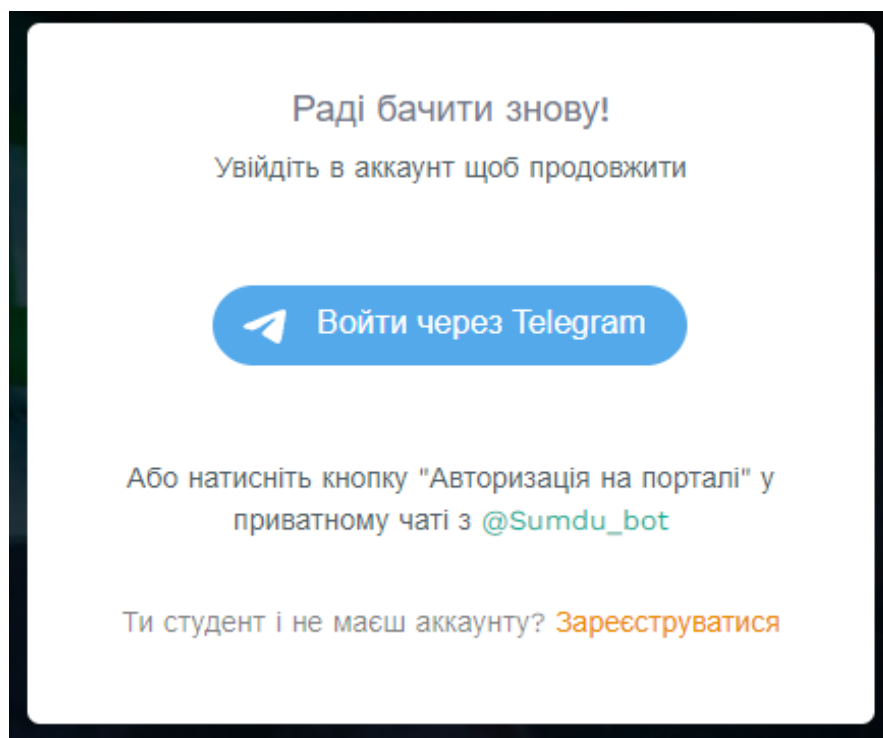 Раді бачити знову!
Увійдіть в аккаунт щоб продовжити
Войти через Telegram
Або натисніть кнопку "Авторизація на порталі" у
приватному чаті з @Sumdu_bot
Ти студент і не маєш аккаунту? Зареєструватися